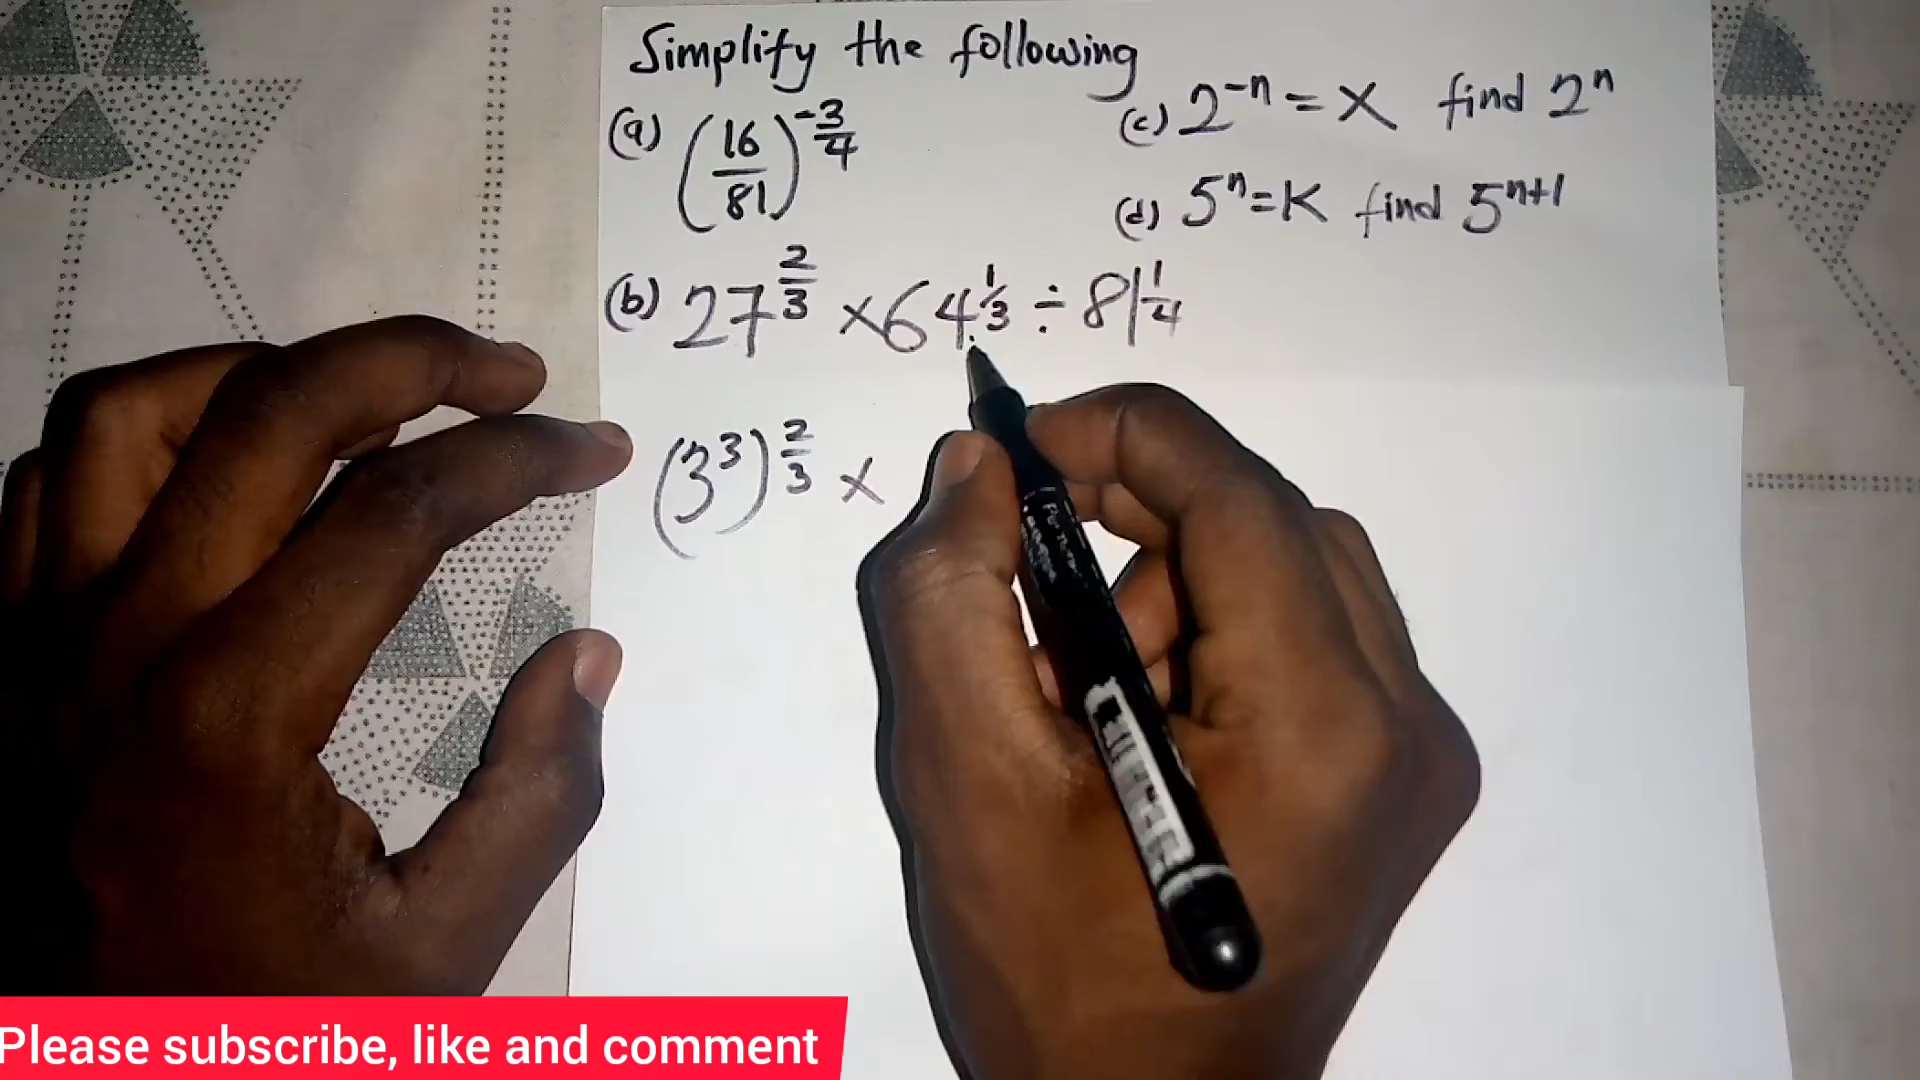 Simplify the following
(a) (16/81)^-3/4
(b) 27^2/3 × 64^1/3 ÷ 81^1/4
(c) 2^-n = X find 2^n
(d) 5^n = K find 5^n+1
(3^3)^2/3 ×
Please subscribe, like and comment